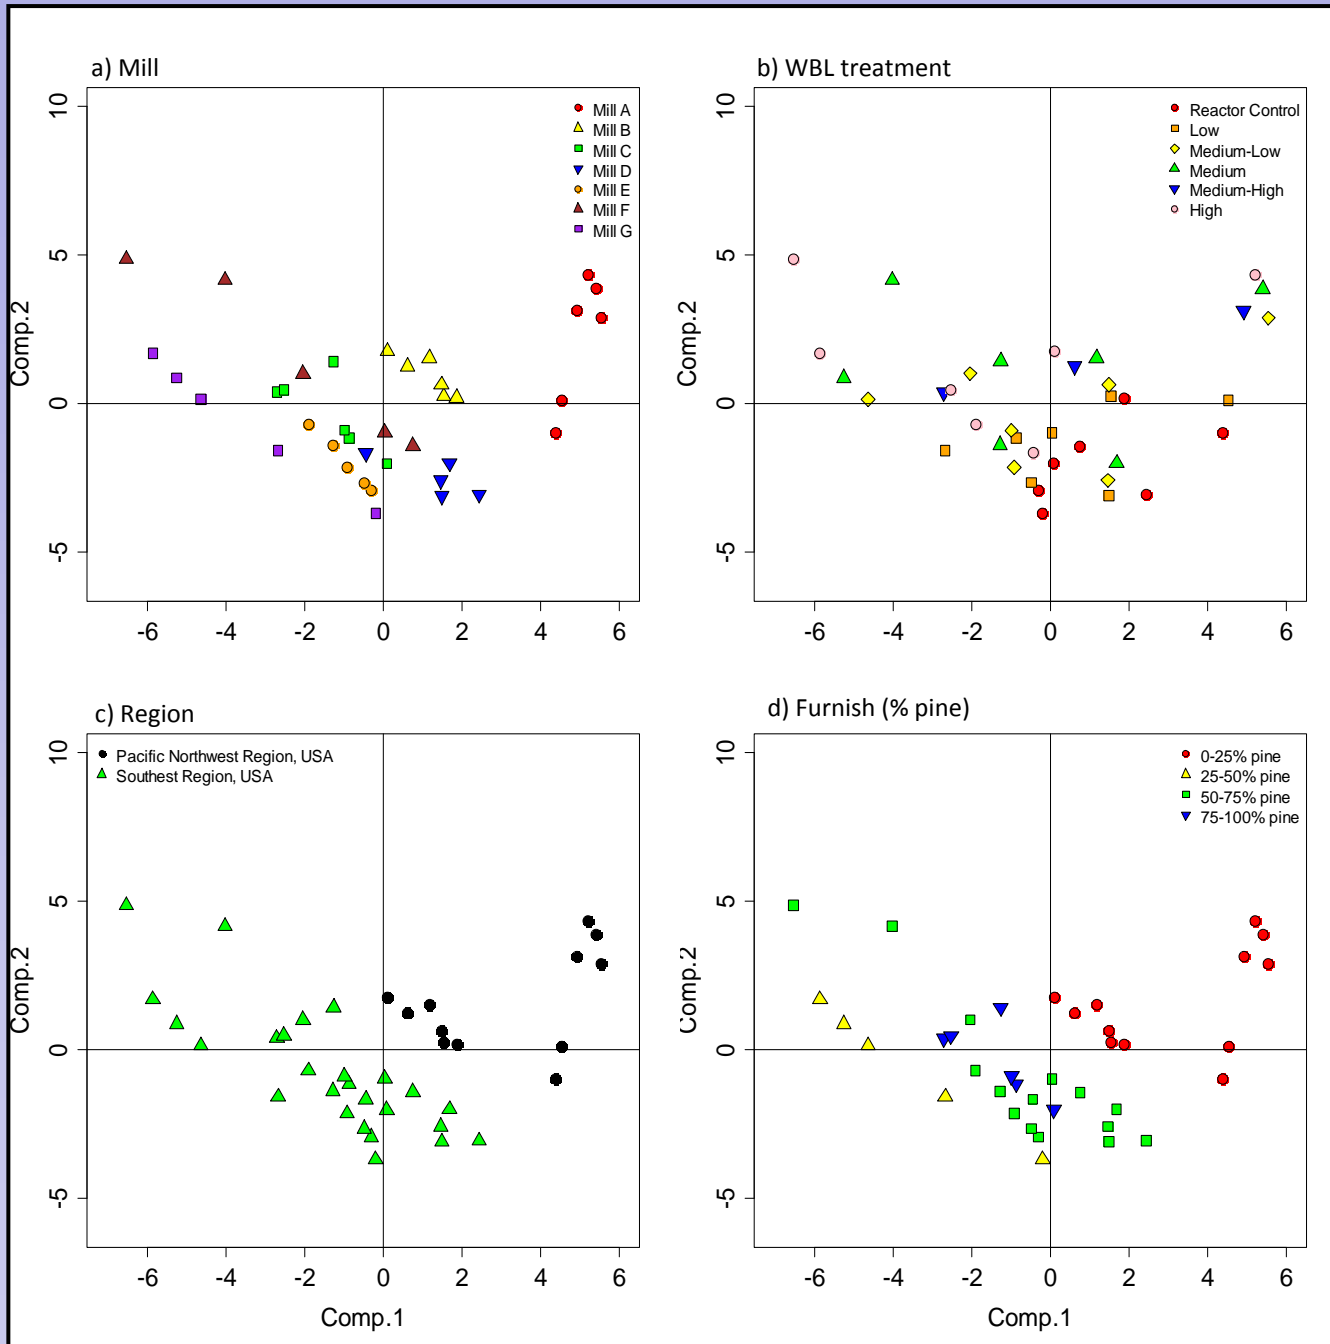 a) Mill
10
5
0
-5
Comp.2
Mill A
Mill B
Mill C
Mill D
Mill E
Mill F
Mill G
-6 -4 -2 0 2 4 6
b) WBL treatment
10
5
0
-5
Comp.2
Reactor Control
Low
Medium-Low
Medium
Medium-High
High
-6 -4 -2 0 2 4 6
c) Region
10
5
0
-5
Comp.2
Pacific Northwest Region, USA
Southest Region, USA
-6 -4 -2 0 2 4 6
Comp.1
d) Furnish (% pine)
10
5
0
-5
Comp.2
0-25% pine
25-50% pine
50-75% pine
75-100% pine
-6 -4 -2 0 2 4 6
Comp.1